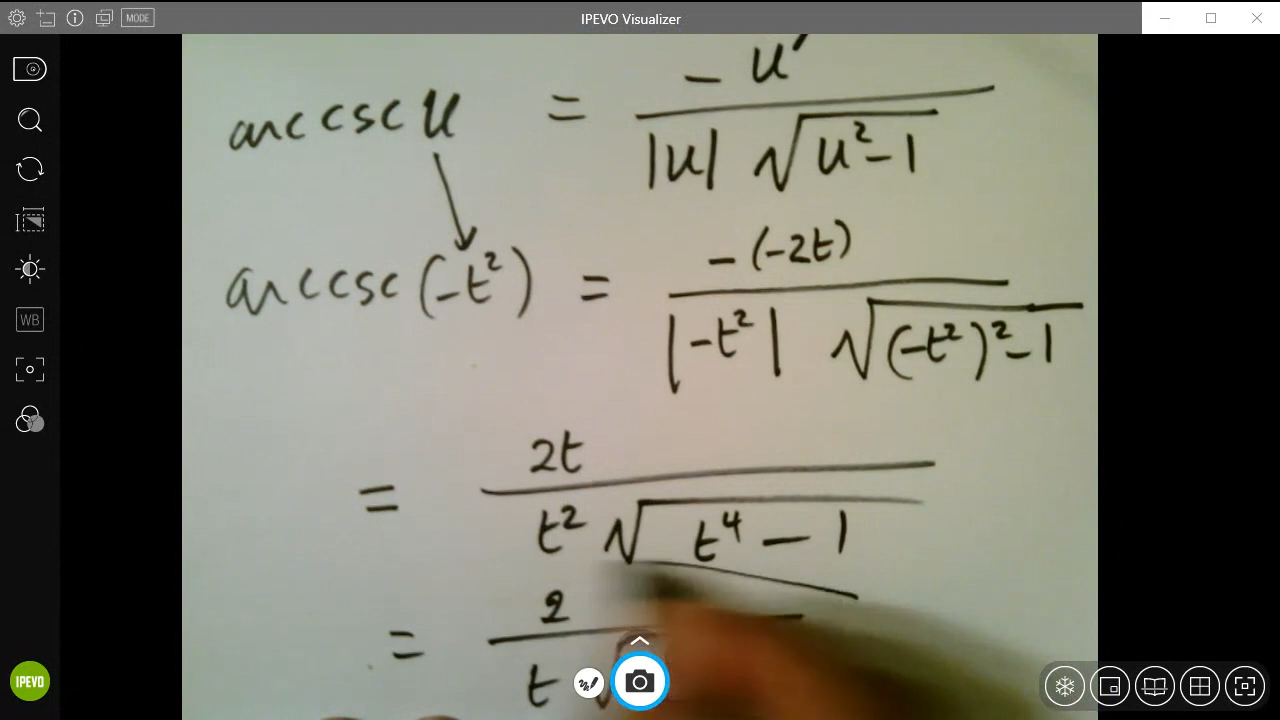 IPEVO Visualizer
MODE
WB
IPEVO
arccsc u = -u' / |u| √(u²-1)
arccsc(-t²) = -(-2t) / |-t²| √((-t²)²-1)
= 2t / t² √(t⁴ - 1)
= 2 / t √